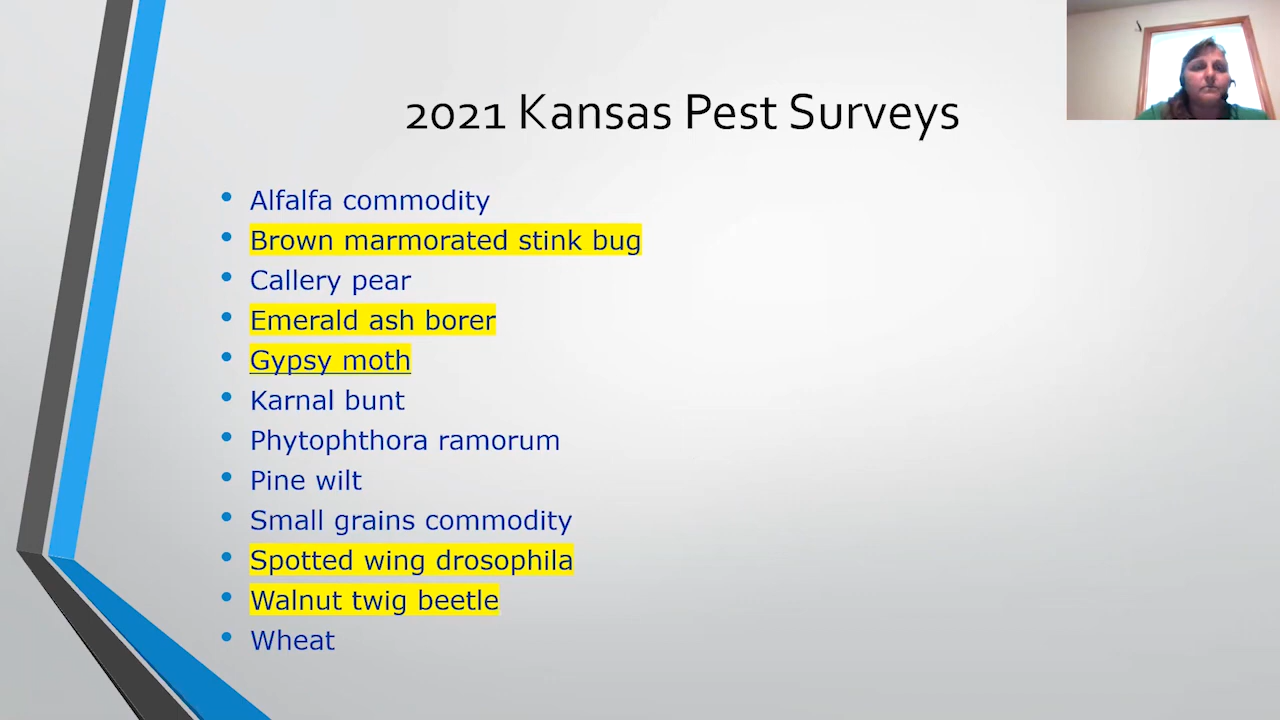 2021 Kansas Pest Surveys
• Alfalfa commodity
• Brown marmorated stink bug
• Callery pear
• Emerald ash borer
• Gypsy moth
• Karnal bunt
• Phytophthora ramorum
• Pine wilt
• Small grains commodity
• Spotted wing drosophila
• Walnut twig beetle
• Wheat